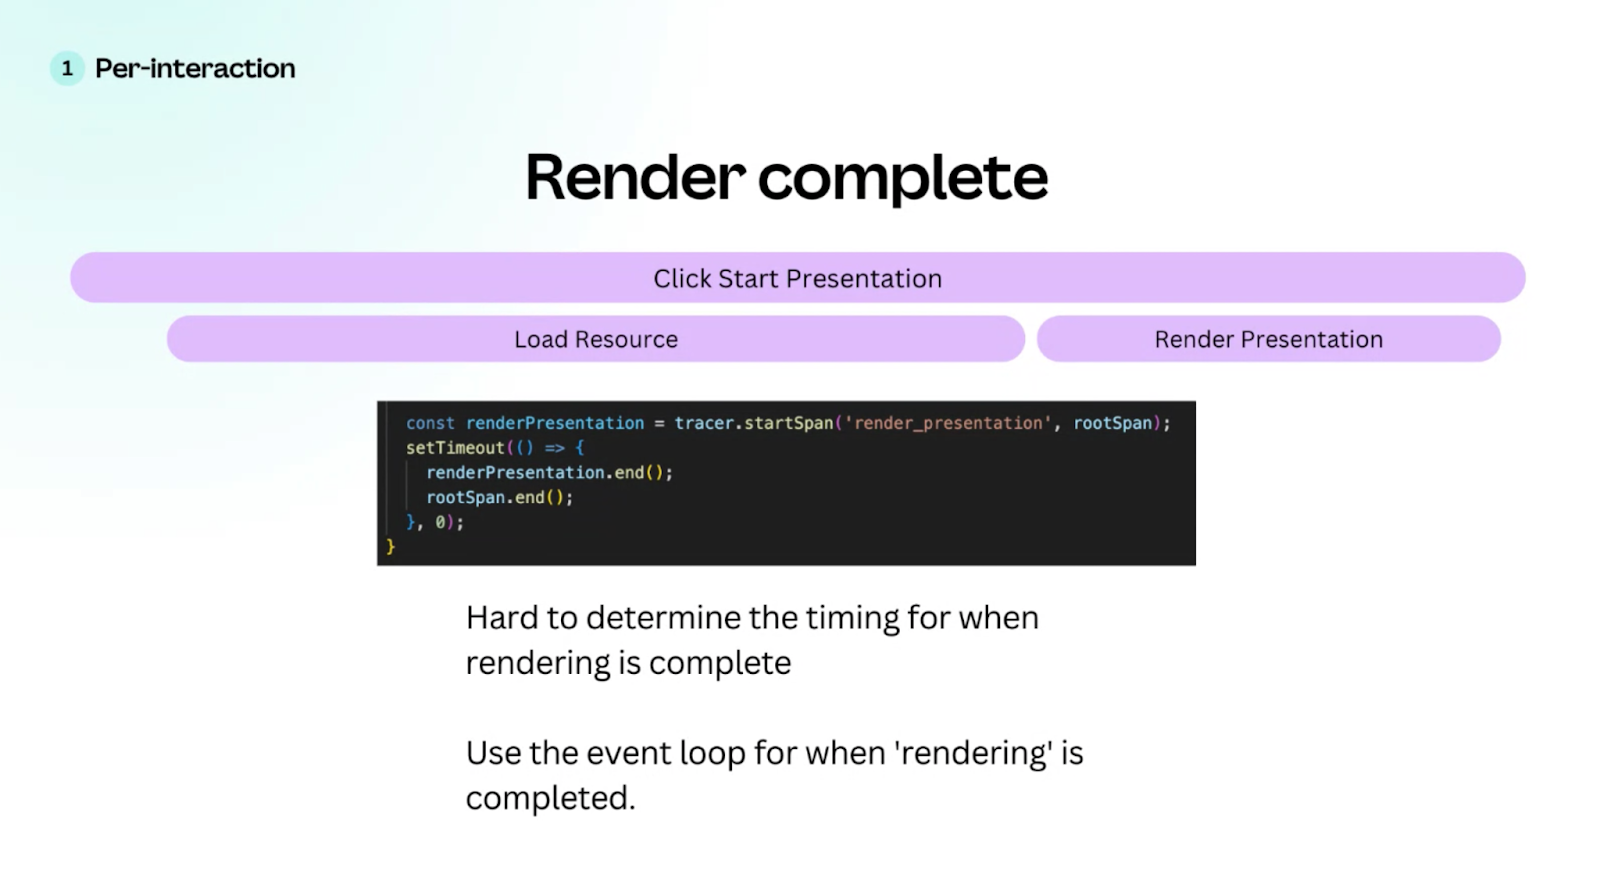 1 Per-interaction
Render complete
Click Start Presentation
Load Resource Render Presentation
const renderPresentation = tracer.startSpan('render_presentation', rootSpan);
setTimeout(() => {
renderPresentation.end();
rootSpan.end();
}, 0);
}
Hard to determine the timing for when
rendering is complete
Use the event loop for when 'rendering' is
completed.